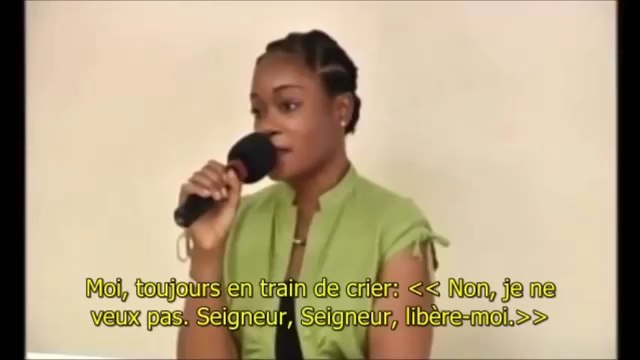 Moi, toujours en train de crier: << Non, je ne
veux pas. Seigneur, Seigneur, libère-moi.>>